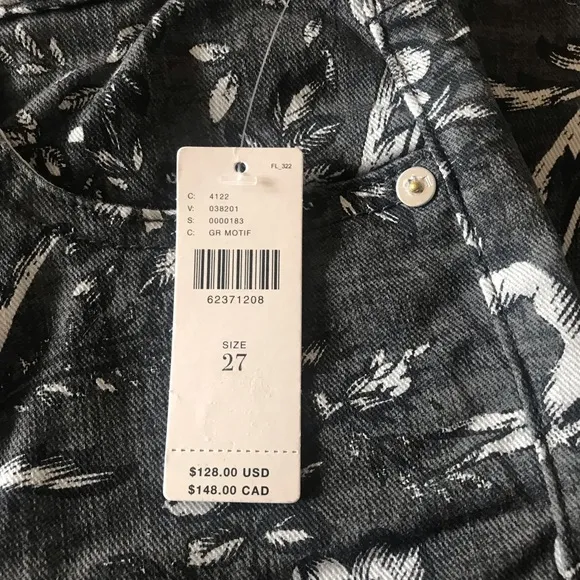 FL_322
C: 4122
V: 038201
S: 0000183
C: GR MOTIF
62371208
SIZE
27
$128.00 USD
$148.00 CAD